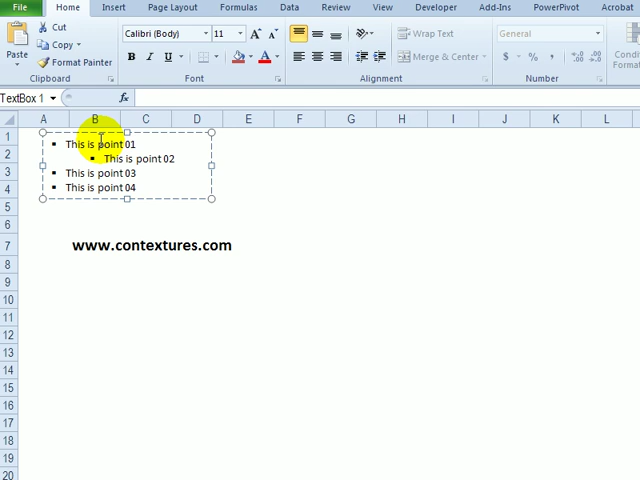 File Home Insert Page Layout Formulas Data Review View Developer Add-Ins PowerPivot Acrobat
Paste Cut Calibri (Body) 11 Wrap Text General
Copy
Format Painter B I U A Merge & Center $ % , Condit
Format
Clipboard Font Alignment Number
TextBox 1 fx
A B C D E F G H I J K L
1
2
3
4
5
6
7
8
9
10
11
12
13
14
15
16
17
18
19
20
▪ This is point 01
▪ This is point 02
▪ This is point 03
▪ This is point 04
www.contextures.com